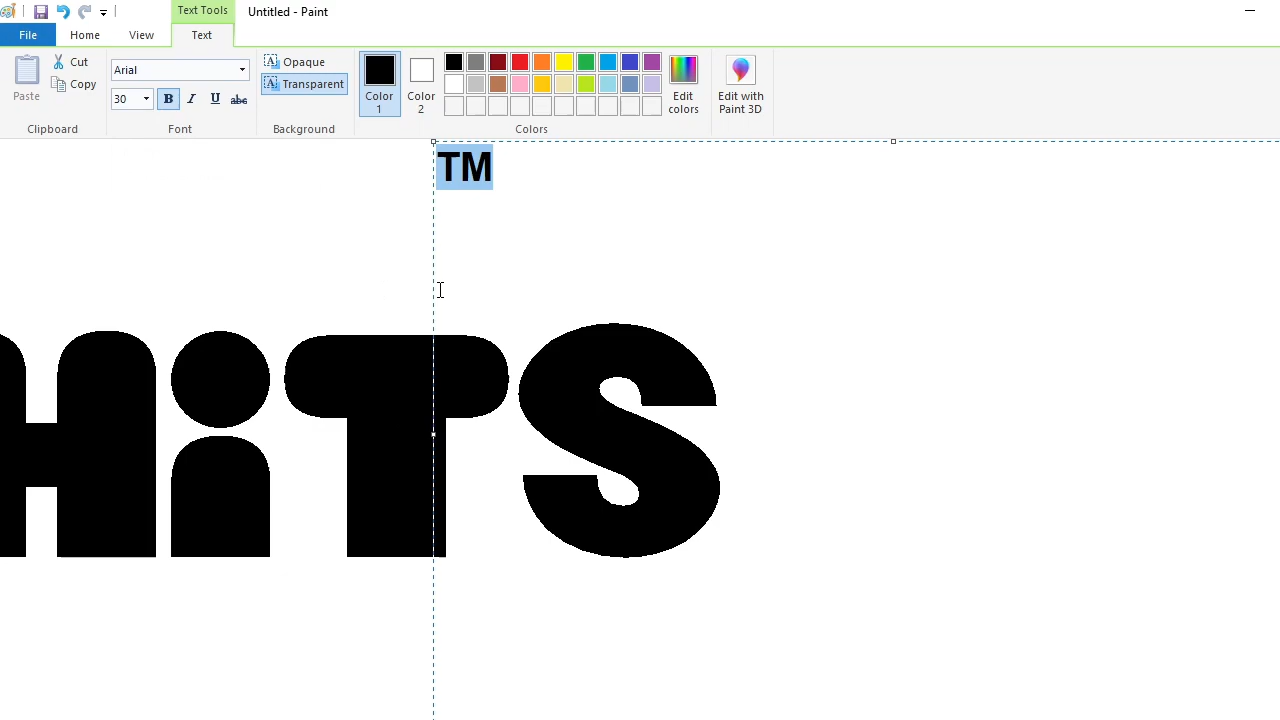 Text Tools
Untitled - Paint
File
Home
View
Text
Paste
Cut
Copy
Clipboard
Arial
30
B I U abc
Font
Opaque
Transparent
Background
Color 1
Color 2
Colors
Edit colors
Edit with Paint 3D
TM
HiTS